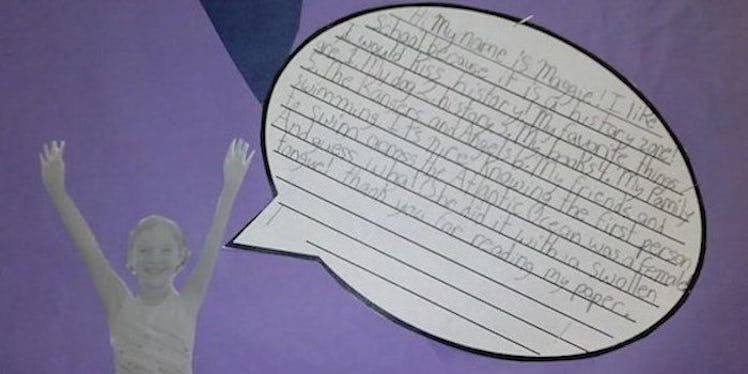 Hi My name is Maggie! I like
school because it is a history zone!
I would kiss history! My favorite things
are 1. My dog 2. history 3. My books 4. My family
5. The Rangers and Angels 6. My friends and
swimming. It's nice! Knowing the first person
to swim across the Atlantic Ocean was a female!
And guess what! She did it with a swallen
tongue! thank you for reading my paper.